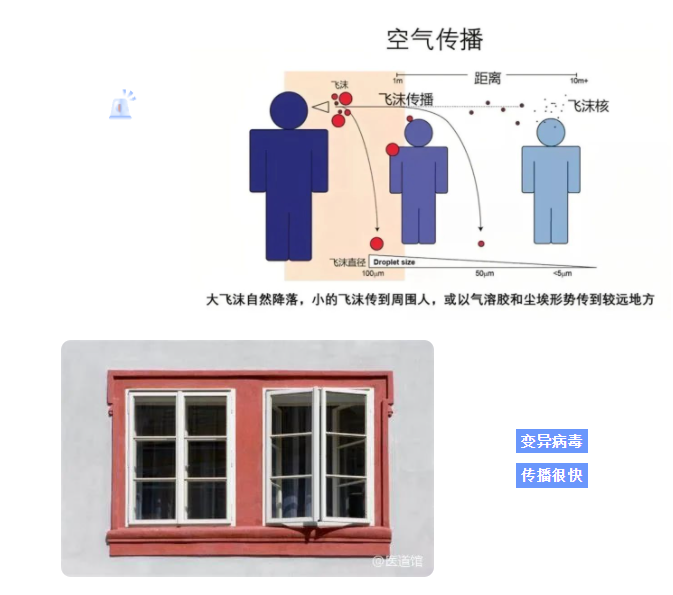 空气传播
飞沫
1m
距离
10m+
飞沫传播
飞沫核
飞沫直径
Droplet size
100μm
50μm
<5μm
大飞沫自然降落，小的飞沫传到周围人，或以气溶胶和尘埃形势传到较远地方
变异病毒
传播很快
@医道馆